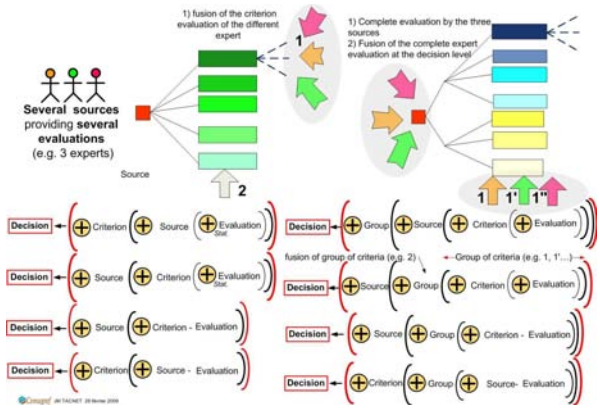 1) fusion of the criterion
evaluation of the different
expert
1
Several sources
providing several
evaluations
(e.g. 3 experts)
Source
2
1) Complete evaluation by the three
sources
2) Fusion of the complete expert
evaluation at the decision level
1 1' 1"
Decision Criterion Source Evaluation
Stat.
Decision Source Criterion Evaluation
Stat.
Decision Source Criterion - Evaluation
Decision Criterion Source - Evaluation
Decision Group Source Criterion Evaluation
fusion of group of criteria (e.g. 2) Group of criteria (e.g. 1, 1'...)
Decision Source Group Criterion Evaluation
Decision Source Group Criterion - Evaluation
Decision Criterion Group Source- Evaluation
Cemagref JM TACNET 2009